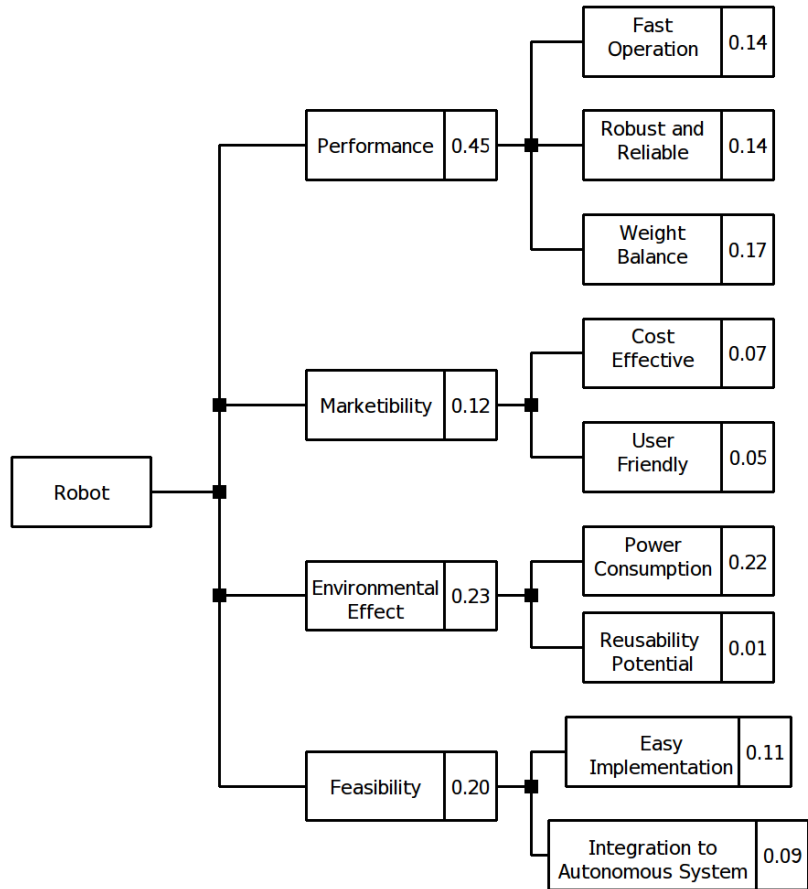 Fast
Operation
0.14
Performance
0.45
Robust and
Reliable
0.14
Weight
Balance
0.17
Cost
Effective
0.07
Marketibility
0.12
User
Friendly
0.05
Robot
Power
Consumption
0.22
Environmental
Effect
0.23
Reusability
Potential
0.01
Easy
Implementation
0.11
Feasibility
0.20
Integration to
Autonomous System
0.09